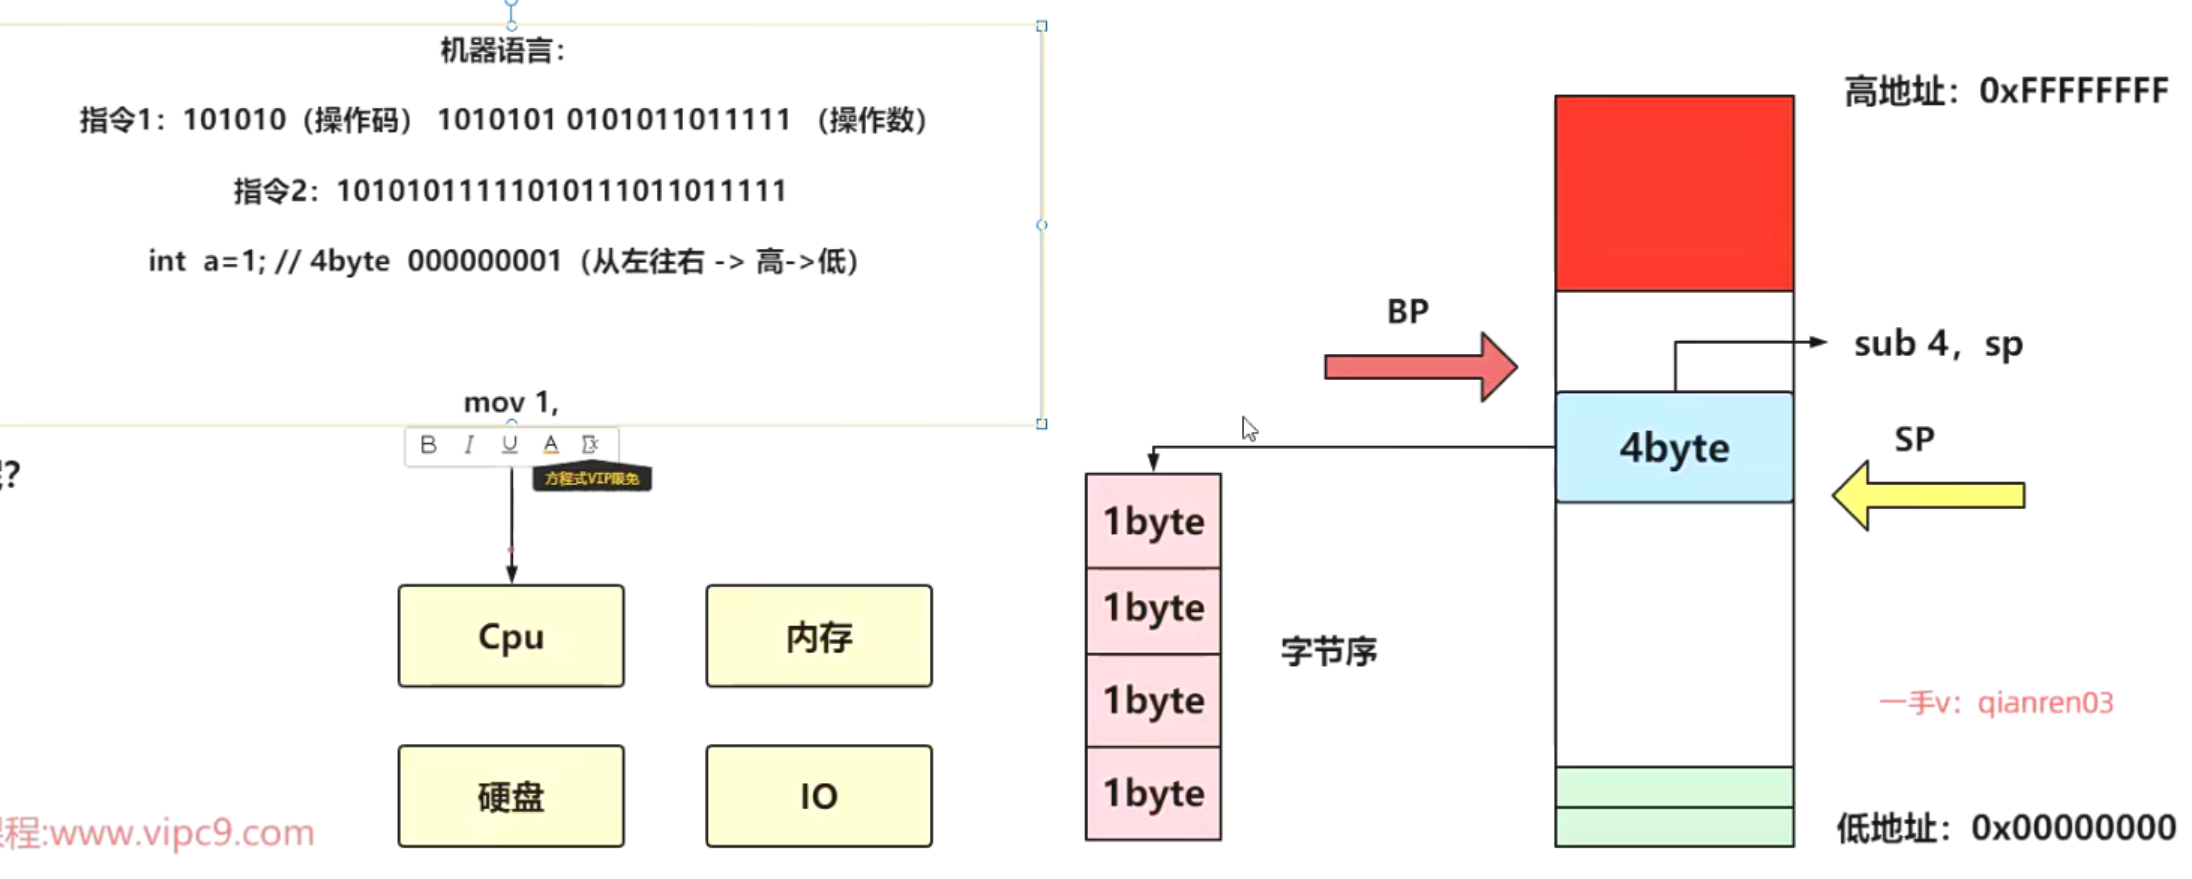 机器语言：
指令1：101010（操作码） 1010101 0101011011111 （操作数）
指令2：10101011111010111011011111
int a=1; // 4byte 000000001（从左往右 -> 高->低）
mov 1,
B I U A
方程式VIP限免
?
Cpu
内存
硬盘
IO
程:www.vipc9.com
高地址：0xFFFFFFFF
BP
sub 4，sp
4byte
SP
1byte
1byte
1byte
1byte
字节序
一手v：qianren03
低地址：0x00000000